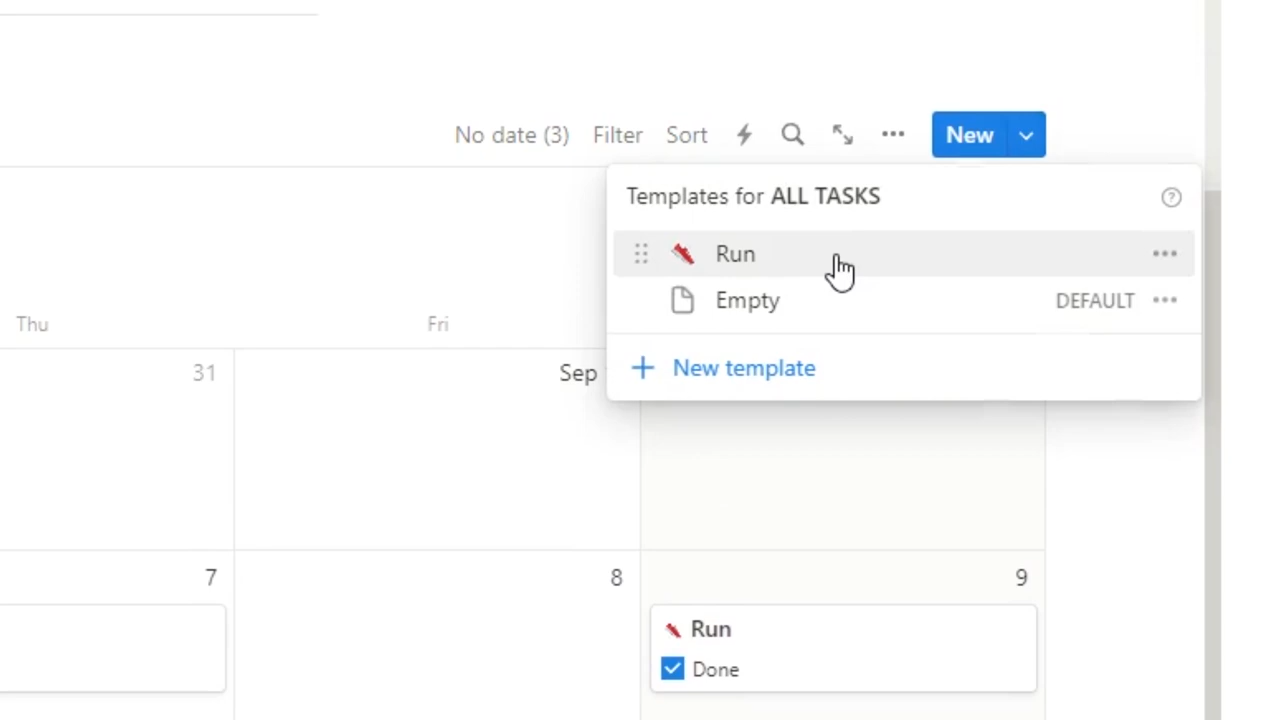 No date (3) Filter Sort New
Templates for ALL TASKS
Run
Empty DEFAULT
New template
Thu Fri
31 Sep
7 8 9
Run
Done